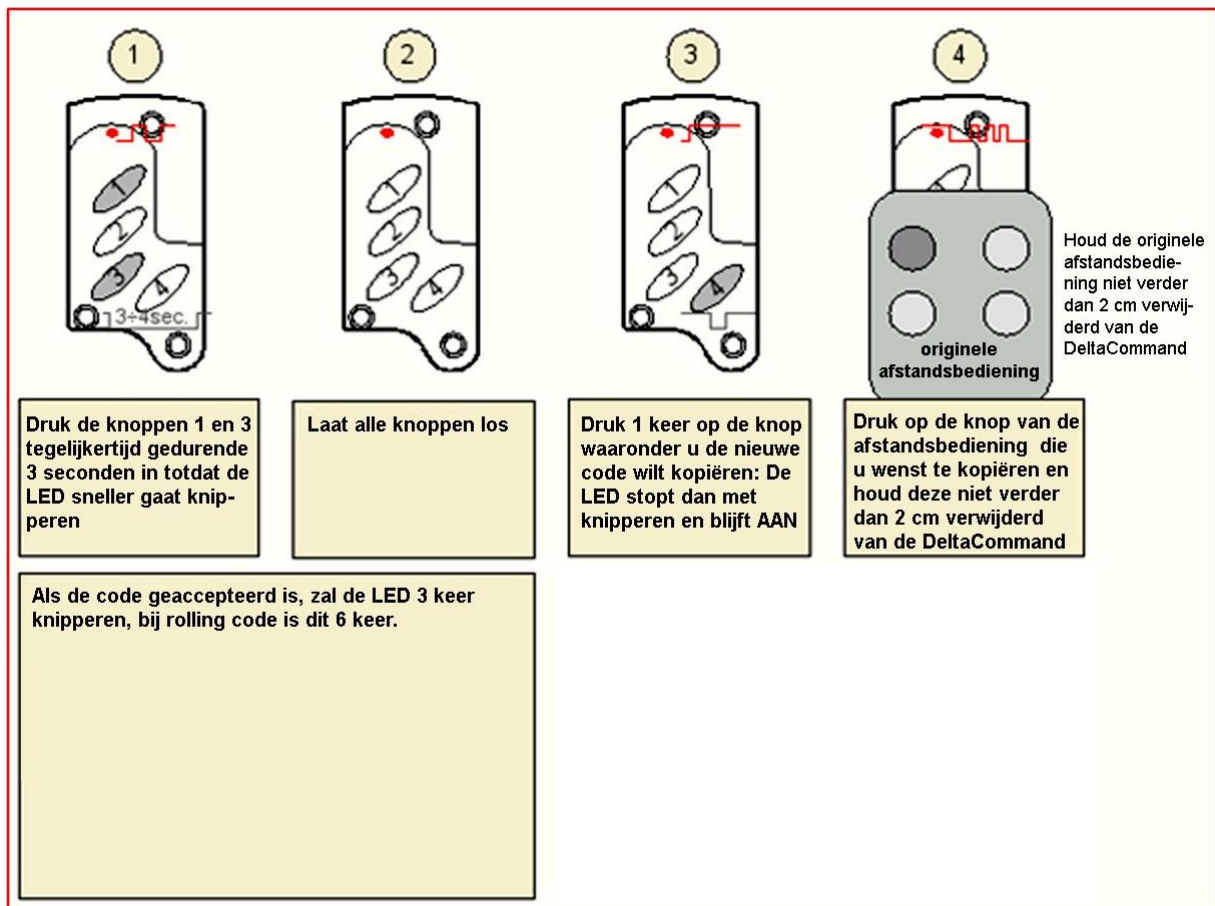 1
2
3
4
1
2
3
4
3÷4sec.
1
2
3
4
1
2
3
4
1
Houd de originele
afstandsbedie-
ning niet verder
dan 2 cm verwij-
derd van de
DeltaCommand
originele
afstandsbediening
Druk de knoppen 1 en 3
tegelijkertijd gedurende
3 seconden in totdat de
LED sneller gaat knip-
peren
Laat alle knoppen los
Druk 1 keer op de knop
waaronder u de nieuwe
code wilt kopiëren: De
LED stopt dan met
knipperen en blijft AAN
Druk op de knop van de
afstandsbediening die
u wenst te kopiëren en
houd deze niet verder
dan 2 cm verwijderd
van de DeltaCommand
Als de code geaccepteerd is, zal de LED 3 keer
knipperen, bij rolling code is dit 6 keer.